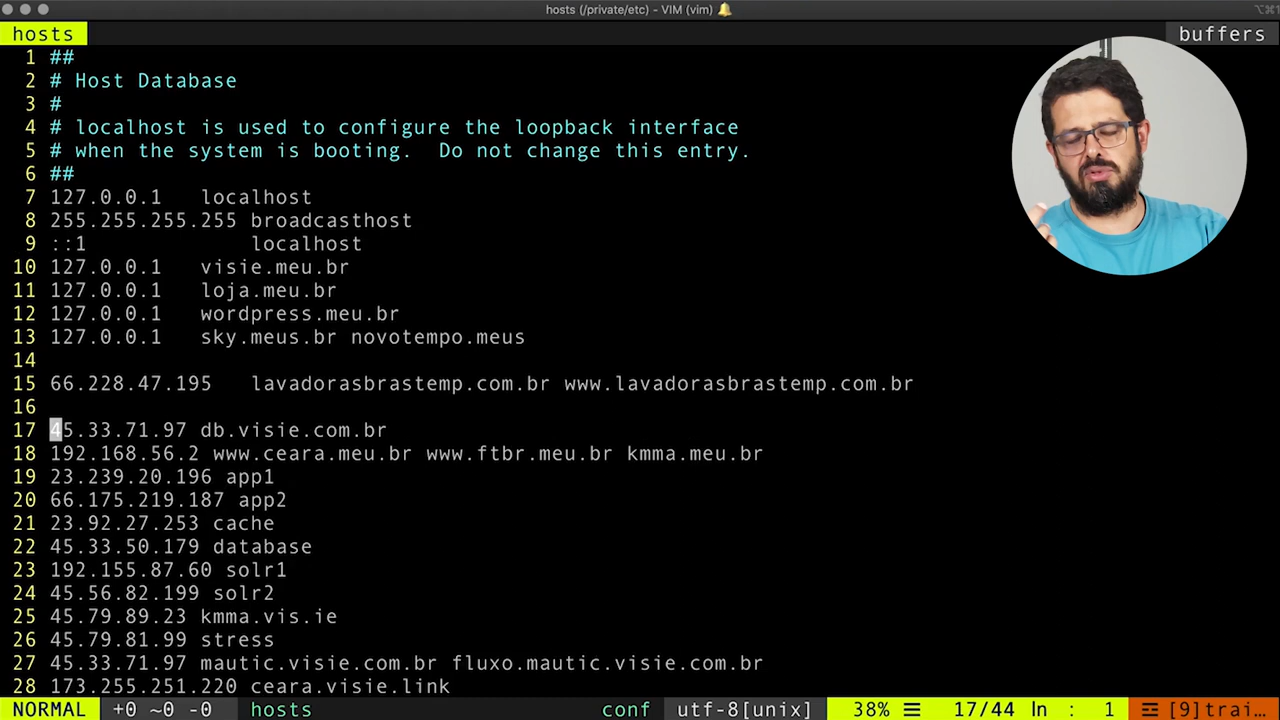 hosts (/private/etc) - VIM (vim) 🔔 ⌥⌘1
hosts buffers
1 ##
2 # Host Database
3 #
4 # localhost is used to configure the loopback interface
5 # when the system is booting.  Do not change this entry.
6 ##
7 127.0.0.1   localhost
8 255.255.255.255 broadcasthost
9 ::1             localhost
10 127.0.0.1   visie.meu.br
11 127.0.0.1   loja.meu.br
12 127.0.0.1   wordpress.meu.br
13 127.0.0.1   sky.meus.br novotempo.meus
14
15 66.228.47.195   lavadorasbrastemp.com.br www.lavadorasbrastemp.com.br
16
17 45.33.71.97 db.visie.com.br
18 192.168.56.2 www.ceara.meu.br www.ftbr.meu.br kmma.meu.br
19 23.239.20.196 app1
20 66.175.219.187 app2
21 23.92.27.253 cache
22 45.33.50.179 database
23 192.155.87.60 solr1
24 45.56.82.199 solr2
25 45.79.89.23 kmma.vis.ie
26 45.79.81.99 stress
27 45.33.71.97 mautic.visie.com.br fluxo.mautic.visie.com.br
28 173.255.251.220 ceara.visie.link
NORMAL +0 ~0 -0 hosts conf utf-8[unix] 38% ☰ 17/44 ln : 1 ☲ [9]trai…